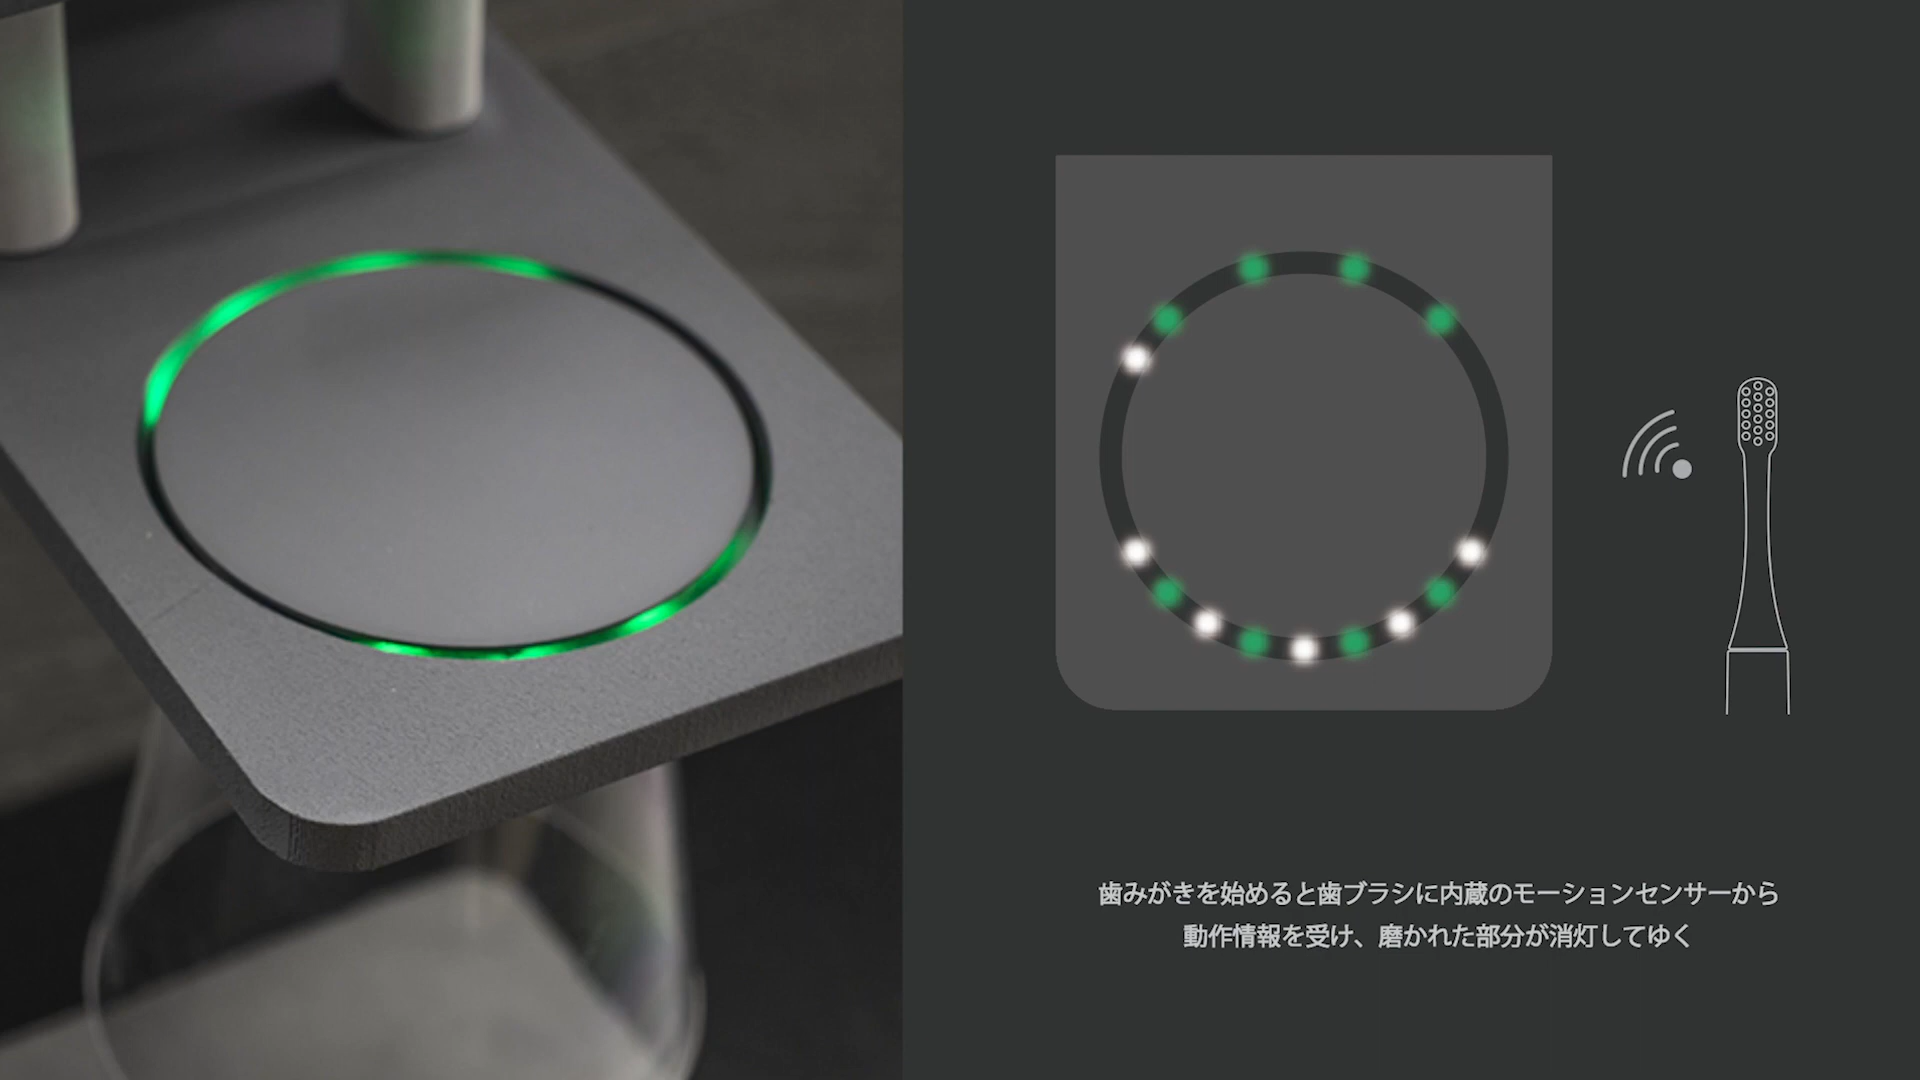 歯みがきを始めると歯ブラシに内蔵のモーションセンサーから
動作情報を受け、磨かれた部分が消灯してゆく